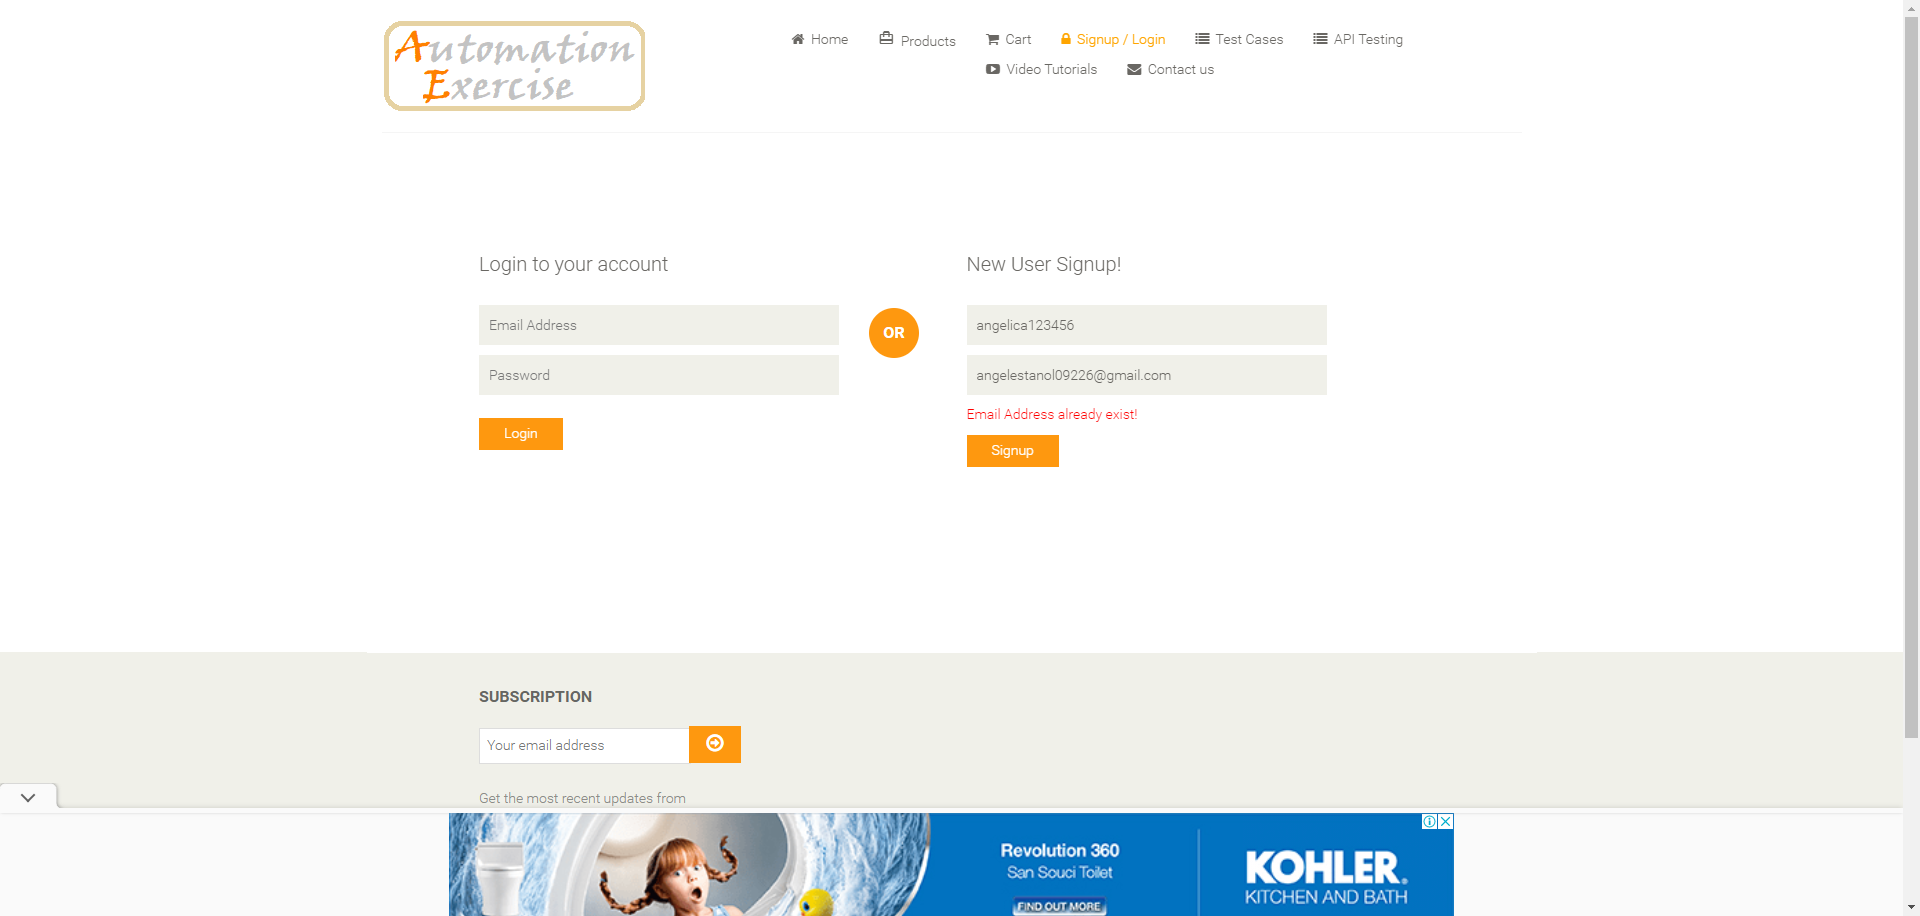 Automation
Exercise
Home
Products
Cart
Signup / Login
Test Cases
API Testing
Video Tutorials
Contact us
Login to your account
Email Address
Password
Login
OR
New User Signup!
angelica123456
angelestanol09226@gmail.com
Email Address already exist!
Signup
SUBSCRIPTION
Your email address
Get the most recent updates from
Revolution 360
San Souci Toilet
FIND OUT MORE
KOHLER.
KITCHEN AND BATH